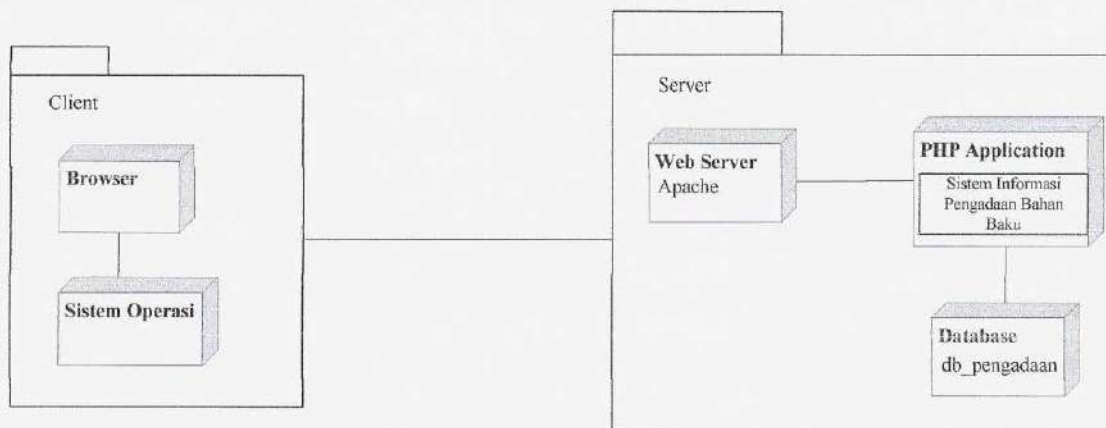 Client
Browser
Sistem Operasi
Server
Web Server
Apache
PHP Application
Sistem Informasi
Pengadaan Bahan
Baku
Database
db_pengadaan